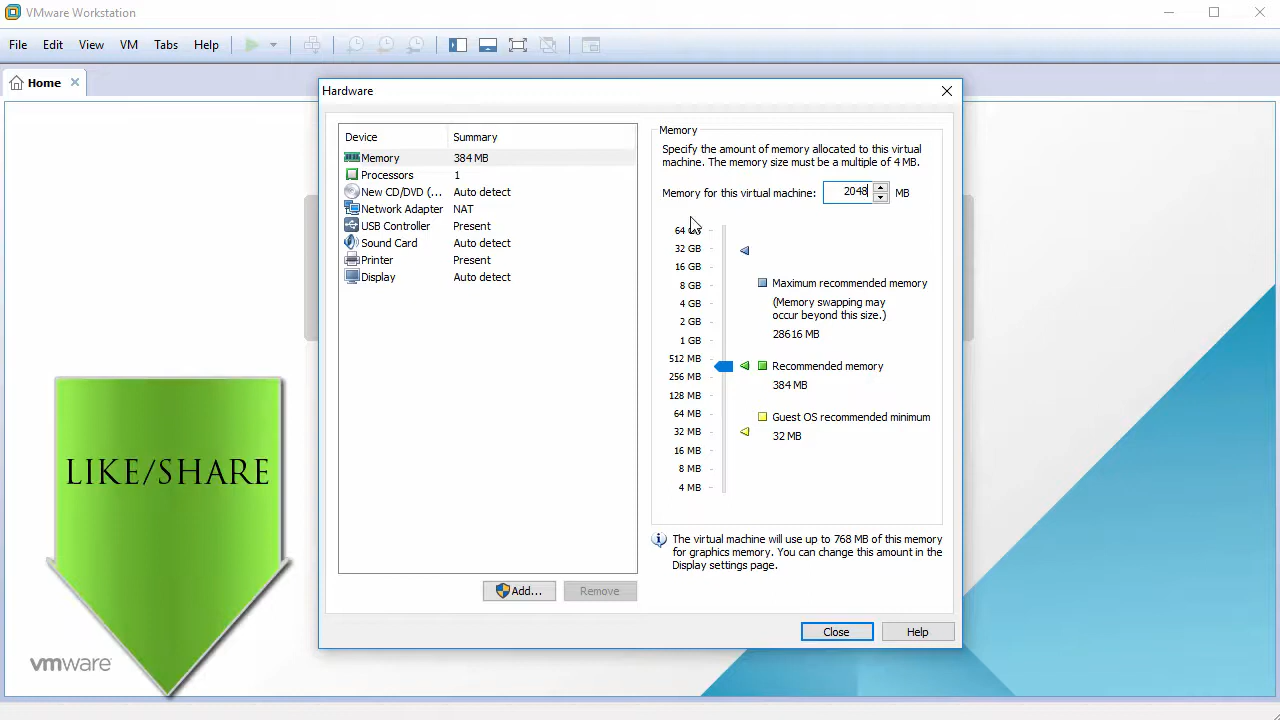 VMware Workstation
File Edit View VM Tabs Help
Home
Hardware
Device Summary
Memory 384 MB
Processors 1
New CD/DVD (... Auto detect
Network Adapter NAT
USB Controller Present
Sound Card Auto detect
Printer Present
Display Auto detect
Add... Remove
Memory
Specify the amount of memory allocated to this virtual
machine. The memory size must be a multiple of 4 MB.
Memory for this virtual machine: 2048 MB
64 GB
32 GB
16 GB
8 GB
4 GB
2 GB
1 GB
512 MB
256 MB
128 MB
64 MB
32 MB
16 MB
8 MB
4 MB
Maximum recommended memory
(Memory swapping may
occur beyond this size.)
28616 MB
Recommended memory
384 MB
Guest OS recommended minimum
32 MB
The virtual machine will use up to 768 MB of this memory
for graphics memory. You can change this amount in the
Display settings page.
Close Help
LIKE/SHARE
vmware